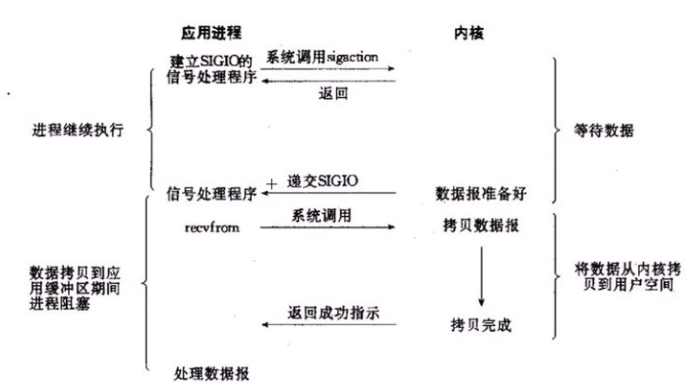 应用进程
内核
建立SIGIO的
信号处理程序
系统调用sigaction
返回
进程继续执行
等待数据
信号处理程序
递交SIGIO
数据报准备好
recvfrom
系统调用
拷贝数据报
数据拷贝到应
用缓冲区期间
进程阻塞
将数据从内核拷
贝到用户空间
返回成功指示
拷贝完成
处理数据报